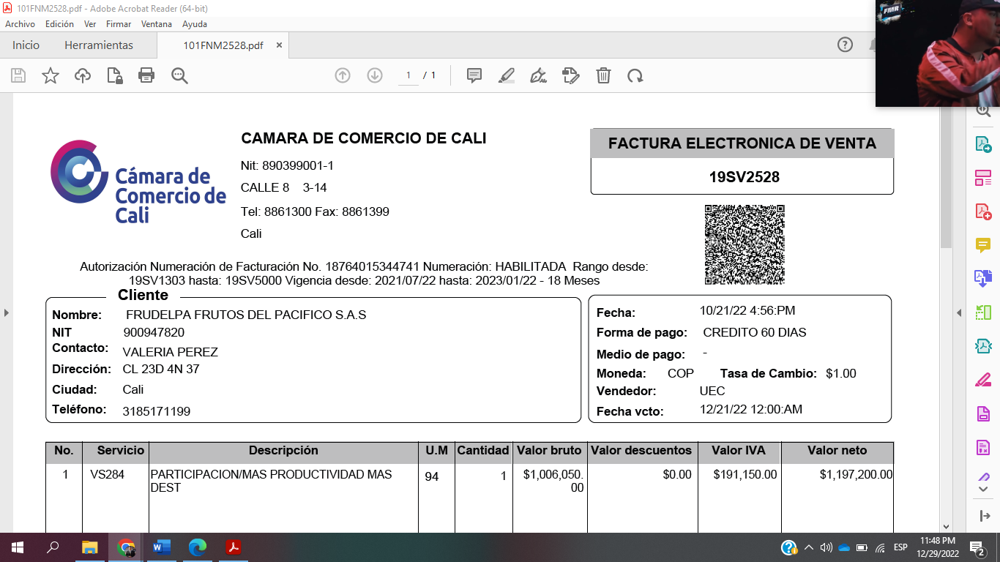 101FNM2528.pdf - Adobe Acrobat Reader (64-bit)
Archivo Edición Ver Firmar Ventana Ayuda
Inicio Herramientas 101FNM2528.pdf ×
1 / 1
FMR
CAMARA DE COMERCIO DE CALI
Nit: 890399001-1
CALLE 8 3-14
Tel: 8861300 Fax: 8861399
Cali
Cámara de
Comercio de
Cali
FACTURA ELECTRONICA DE VENTA
19SV2528
Autorización Numeración de Facturación No. 18764015344741 Numeración: HABILITADA Rango desde:
19SV1303 hasta: 19SV5000 Vigencia desde: 2021/07/22 hasta: 2023/01/22 - 18 Meses
Cliente
Nombre: FRUDELPA FRUTOS DEL PACIFICO S.A.S
NIT 900947820
Contacto: VALERIA PEREZ
Dirección: CL 23D 4N 37
Ciudad: Cali
Teléfono: 3185171199
Fecha: 10/21/22 4:56:PM
Forma de pago: CREDITO 60 DIAS
Medio de pago: -
Moneda: COP Tasa de Cambio: $1.00
Vendedor: UEC
Fecha vcto: 12/21/22 12:00:AM
No. Servicio Descripción U.M Cantidad Valor bruto Valor descuentos Valor IVA Valor neto
1 VS284 PARTICIPACION/MAS PRODUCTIVIDAD MAS 94 1 $1,006,050. $0.00 $191,150.00 $1,197,200.00
DEST 00
ESP
11:48 PM
12/29/2022
2